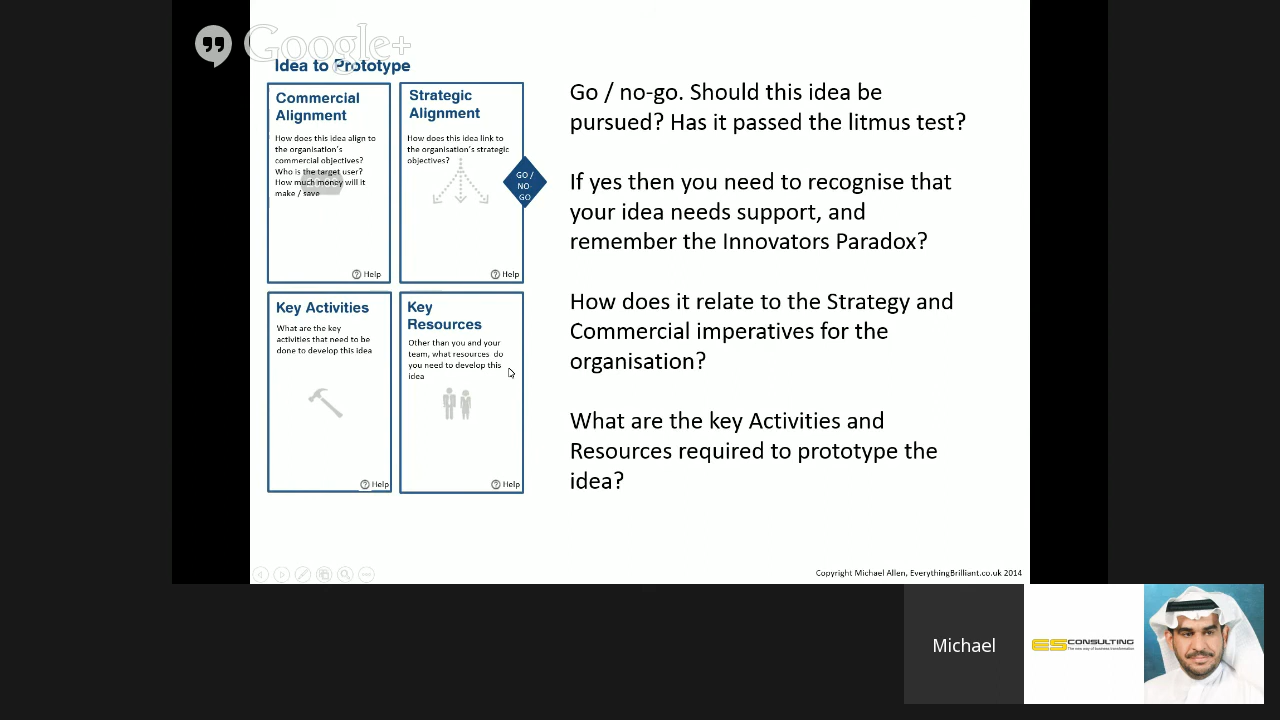 Google+
Idea to Prototype
Commercial
Alignment
How does this idea align to
the organisation's
commercial objectives?
Who is the target user?
How much money will it
make / save
Help
Strategic
Alignment
How does this idea link to
the organisation's strategic
objectives?
GO /
NO
GO
Help
Key Activities
What are the key
activities that need to be
done to develop this idea
Help
Key
Resources
Other than you and your
team, what resources do
you need to develop this
idea
Help
Go / no-go. Should this idea be
pursued? Has it passed the litmus test?
If yes then you need to recognise that
your idea needs support, and
remember the Innovators Paradox?
How does it relate to the Strategy and
Commercial imperatives for the
organisation?
What are the key Activities and
Resources required to prototype the
idea?
Copyright Michael Allen, EverythingBrilliant.co.uk 2014
Michael
ES CONSULTING
The new way of business transformation